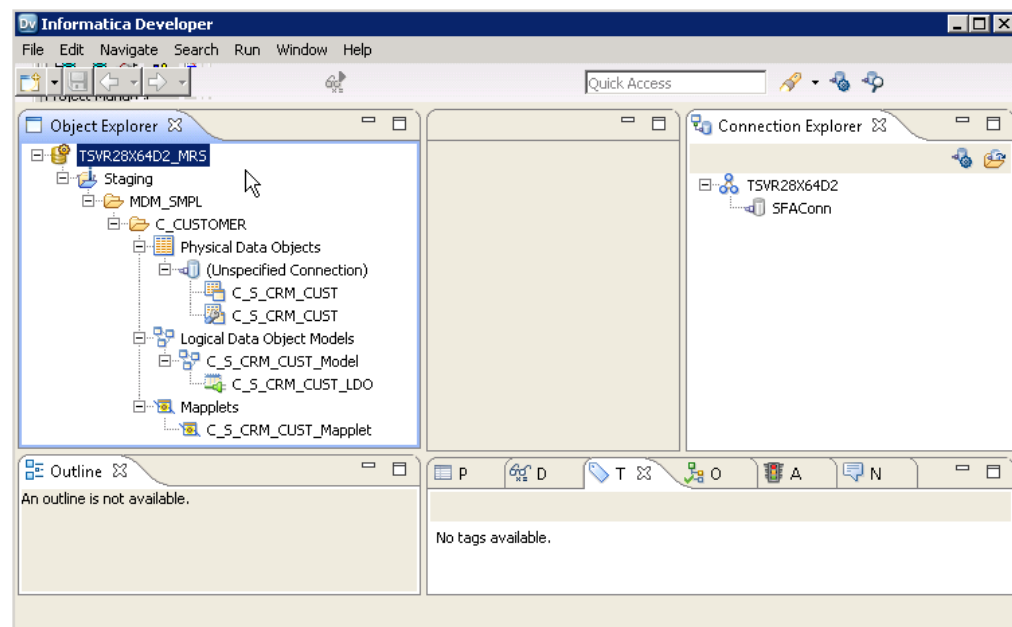 Dv Informatica Developer
File Edit Navigate Search Run Window Help
Quick Access
Object Explorer
TSVR28X64D2_MRS
Staging
MDM_SMPL
C_CUSTOMER
Physical Data Objects
(Unspecified Connection)
C_S_CRM_CUST
C_S_CRM_CUST
Logical Data Object Models
C_S_CRM_CUST_Model
C_S_CRM_CUST_LDO
Mapplets
C_S_CRM_CUST_Mapplet
Connection Explorer
TSVR28X64D2
SFAConn
Outline
An outline is not available.
P D T O A N
No tags available.